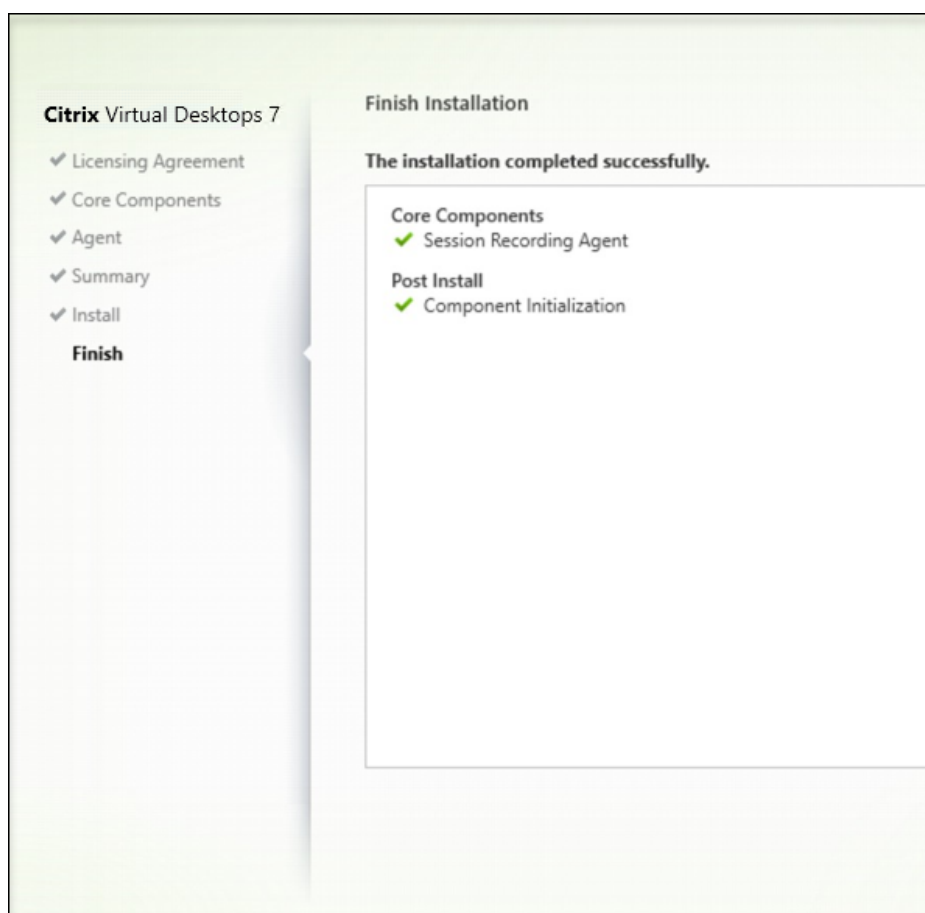 Citrix Virtual Desktops 7
Licensing Agreement
Core Components
Agent
Summary
Install
Finish
Finish Installation
The installation completed successfully.
Core Components
Session Recording Agent
Post Install
Component Initialization